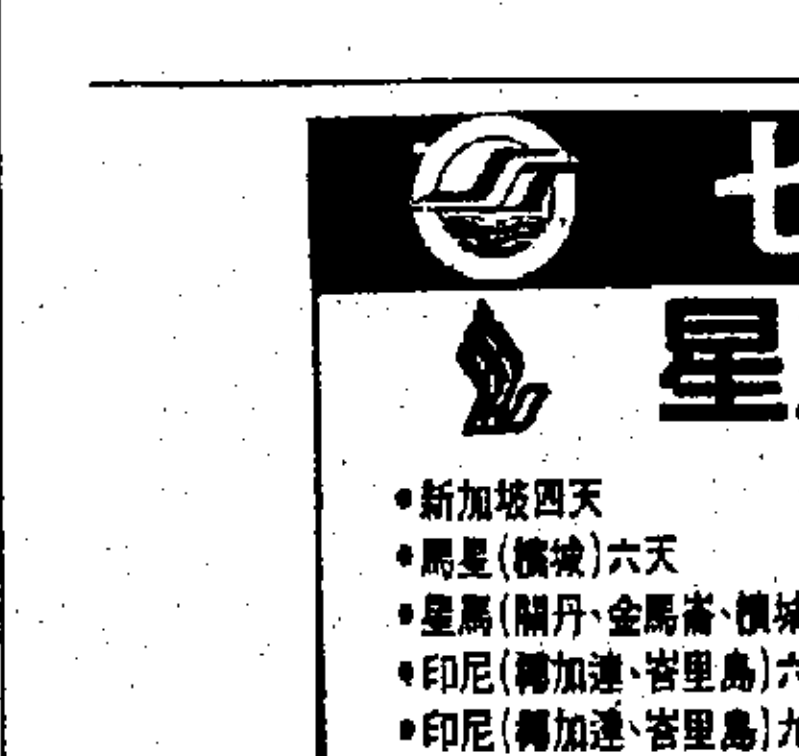 七
星
•新加坡四天
•馬星(檳城)六天
•星馬(關丹、金馬崙、檳城
•印尼(耶加達、峇里島)六
•印尼(耶加達、峇里島)九